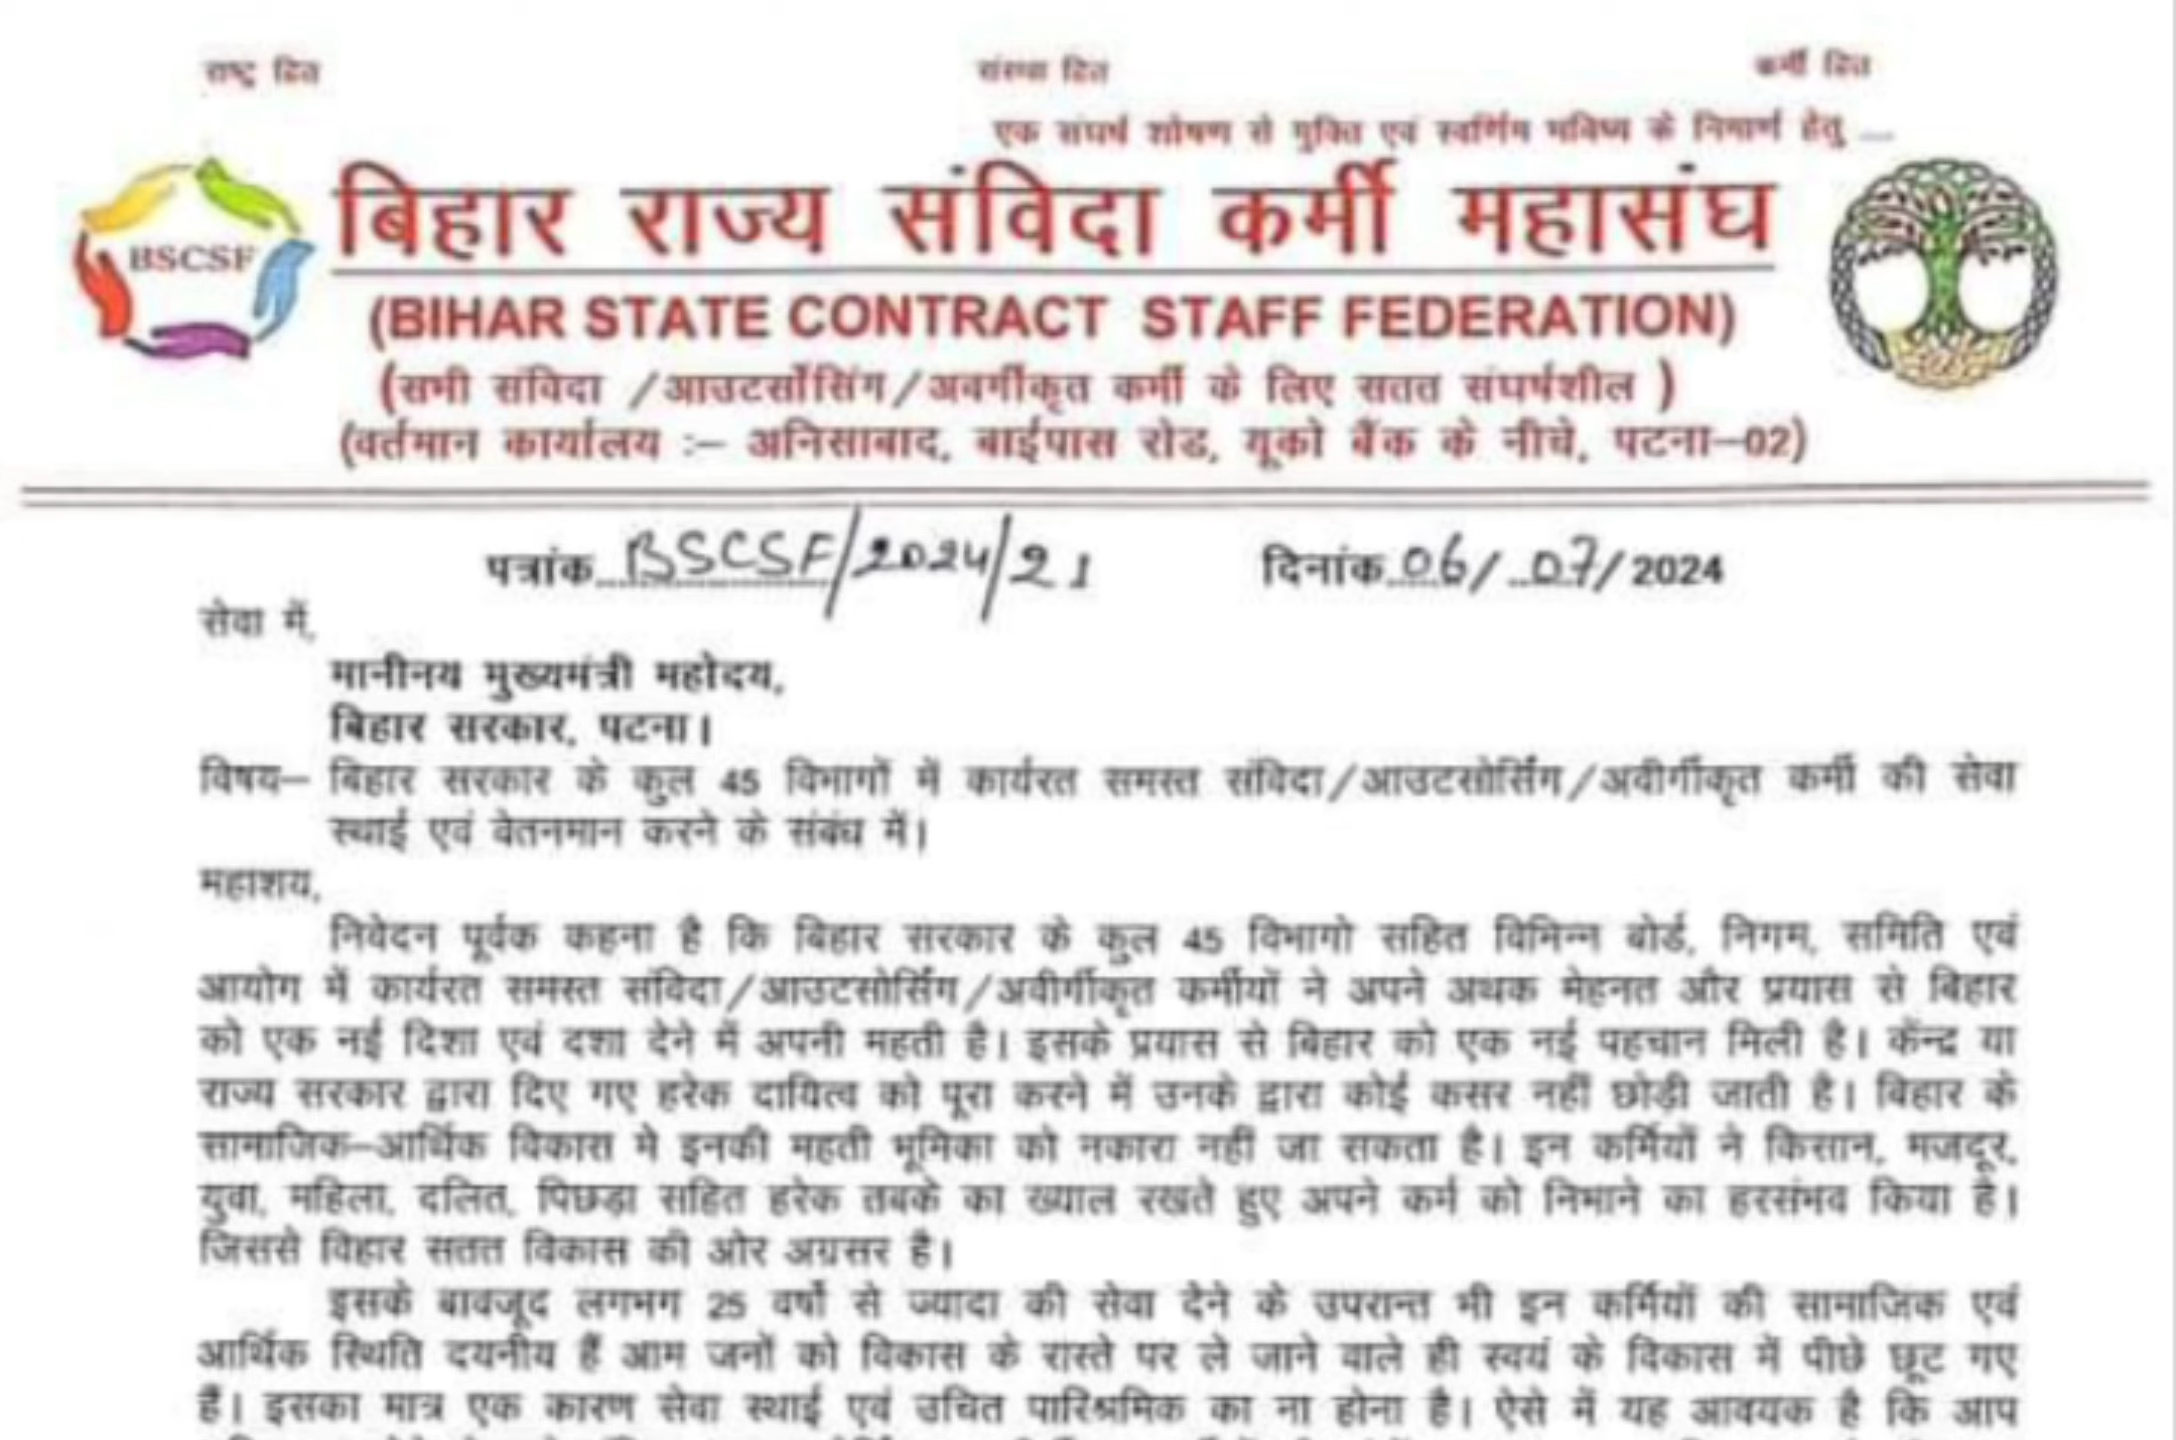 राष्ट्र हित संस्था हित कर्मी हित
एक संघर्ष शोषण से मुक्ति एवं स्वर्णिम भविष्य के निमार्ण हेतु ....
BSCSF
बिहार राज्य संविदा कर्मी महासंघ
(BIHAR STATE CONTRACT STAFF FEDERATION)
(सभी संविदा /आउटर्सोसिंग/अवर्गीकृत कर्मी के लिए सतत संघर्षशील )
(वर्तमान कार्यालय :– अनिसाबाद, बाईपास रोड, यूको बैंक के नीचे, पटना–02)
पत्रांक BSCSF/2024/21 दिनांक 06/07/2024
सेवा में,
मानीनय मुख्यमंत्री महोदय,
बिहार सरकार, पटना।
विषय– बिहार सरकार के कुल 45 विभागों में कार्यरत समस्त संविदा/आउटसोर्सिंग/अवीर्गीकृत कर्मी की सेवा
स्थाई एवं वेतनमान करने के संबंध में।
महाशय,
निवेदन पूर्वक कहना है कि बिहार सरकार के कुल 45 विभागो सहित विभिन्न बोर्ड, निगम, समिति एवं
आयोग में कार्यरत समस्त संविदा/आउटसोर्सिंग/अवीर्गीकृत कर्मीयों ने अपने अथक मेहनत और प्रयास से बिहार
को एक नई दिशा एवं दशा देने में अपनी महती है। इसके प्रयास से बिहार को एक नई पहचान मिली है। केंन्द्र या
राज्य सरकार द्वारा दिए गए हरेक दायित्व को पूरा करने में उनके द्वारा कोई कसर नहीं छोड़ी जाती है। बिहार के
सामाजिक–आर्थिक विकास मे इनकी महती भूमिका को नकारा नहीं जा सकता है। इन कर्मियों ने किसान, मजदूर,
युवा, महिला, दलित, पिछड़ा सहित हरेक तबके का ख्याल रखते हुए अपने कर्म को निभाने का हरसंभव किया है।
जिससे विहार सतत विकास की ओर अग्रसर है।
इसके बावजूद लगभग 25 वर्षो से ज्यादा की सेवा देने के उपरान्त भी इन कर्मियों की सामाजिक एवं
आर्थिक स्थिति दयनीय हैं आम जनों को विकास के रास्ते पर ले जाने वाले ही स्वयं के विकास में पीछे छूट गए
हैं। इसका मात्र एक कारण सेवा स्थाई एवं उचित पारिश्रमिक का ना होना है। ऐसे में यह आवयक है कि आप